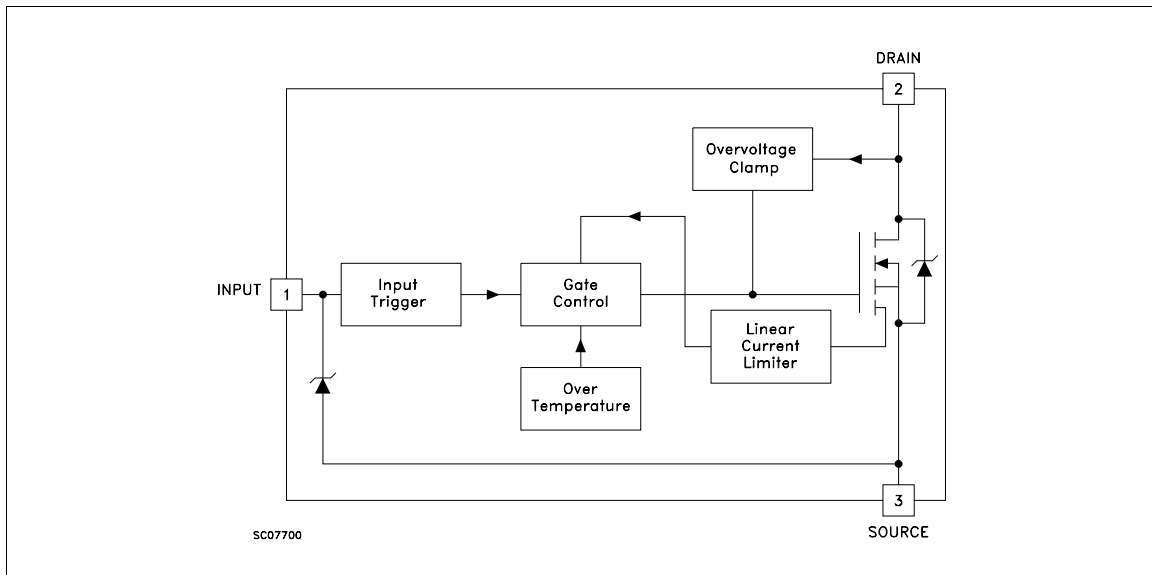 DRAIN
2
Overvoltage
Clamp
INPUT
1
Input
Trigger
Gate
Control
Linear
Current
Limiter
Over
Temperature
3
SOURCE
SC07700